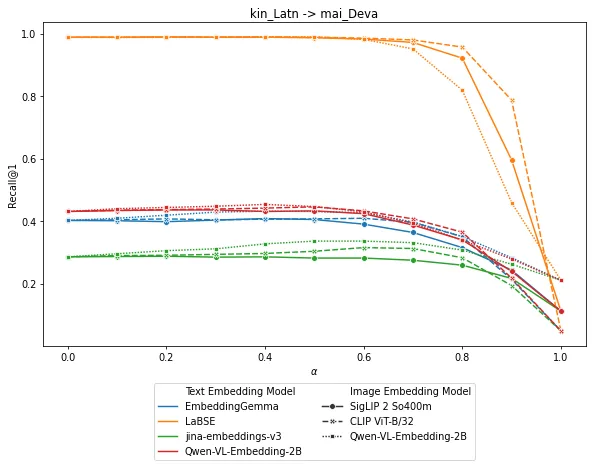 kin_Latn -> mai_Deva
1.0
0.8
0.6
0.4
0.2
Recall@1
0.0 0.2 0.4 0.6 0.8 1.0
α
Text Embedding Model Image Embedding Model
EmbeddingGemma SigLIP 2 So400m
LaBSE CLIP ViT-B/32
jina-embeddings-v3 Qwen-VL-Embedding-2B
Qwen-VL-Embedding-2B